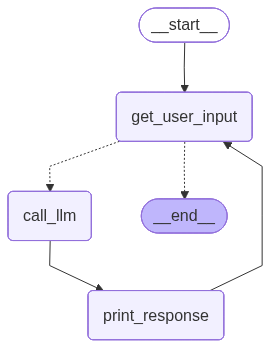 __start__
get_user_input
call_llm
__end__
print_response